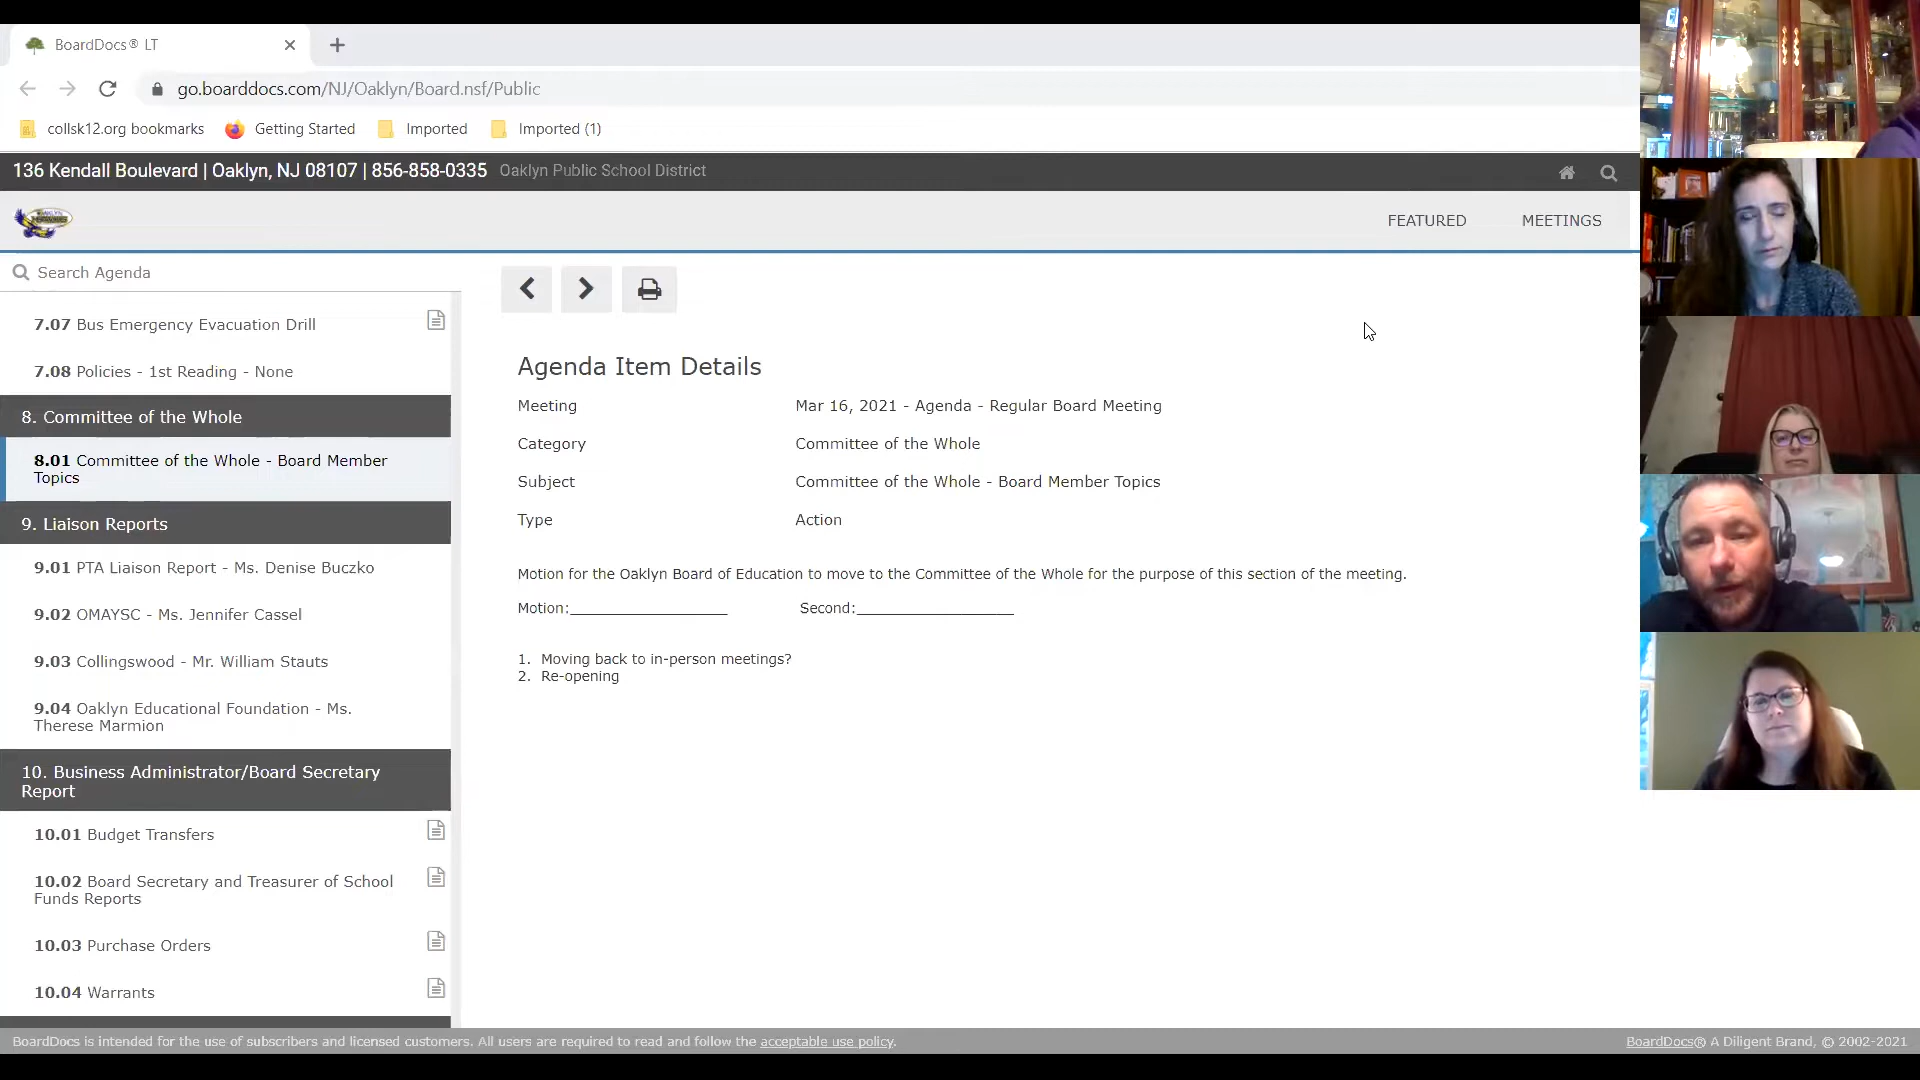 BoardDocs® LT
go.boarddocs.com/NJ/Oaklyn/Board.nsf/Public
collsk12.org bookmarks
Getting Started
Imported
Imported (1)
136 Kendall Boulevard | Oaklyn, NJ 08107 | 856-858-0335 Oaklyn Public School District
FEATURED
MEETINGS
Search Agenda
7.07 Bus Emergency Evacuation Drill
7.08 Policies - 1st Reading - None
8. Committee of the Whole
8.01 Committee of the Whole - Board Member
Topics
9. Liaison Reports
9.01 PTA Liaison Report - Ms. Denise Buczko
9.02 OMAYSC - Ms. Jennifer Cassel
9.03 Collingswood - Mr. William Stauts
9.04 Oaklyn Educational Foundation - Ms.
Therese Marmion
10. Business Administrator/Board Secretary
Report
10.01 Budget Transfers
10.02 Board Secretary and Treasurer of School
Funds Reports
10.03 Purchase Orders
10.04 Warrants
Agenda Item Details
Meeting Mar 16, 2021 - Agenda - Regular Board Meeting
Category Committee of the Whole
Subject Committee of the Whole - Board Member Topics
Type Action
Motion for the Oaklyn Board of Education to move to the Committee of the Whole for the purpose of this section of the meeting.
Motion:__________________ Second:__________________
1. Moving back to in-person meetings?
2. Re-opening
BoardDocs is intended for the use of subscribers and licensed customers. All users are required to read and follow the acceptable use policy.
BoardDocs® A Diligent Brand, © 2002-2021